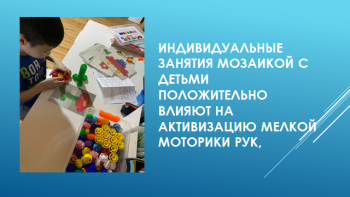 ИНДИВИДУАЛЬНЫЕ
ЗАНЯТИЯ МОЗАИКОЙ С
ДЕТЬМИ
ПОЛОЖИТЕЛЬНО
ВЛИЯЮТ НА
АКТИВИЗАЦИЮ МЕЛКОЙ
МОТОРИКИ РУК,